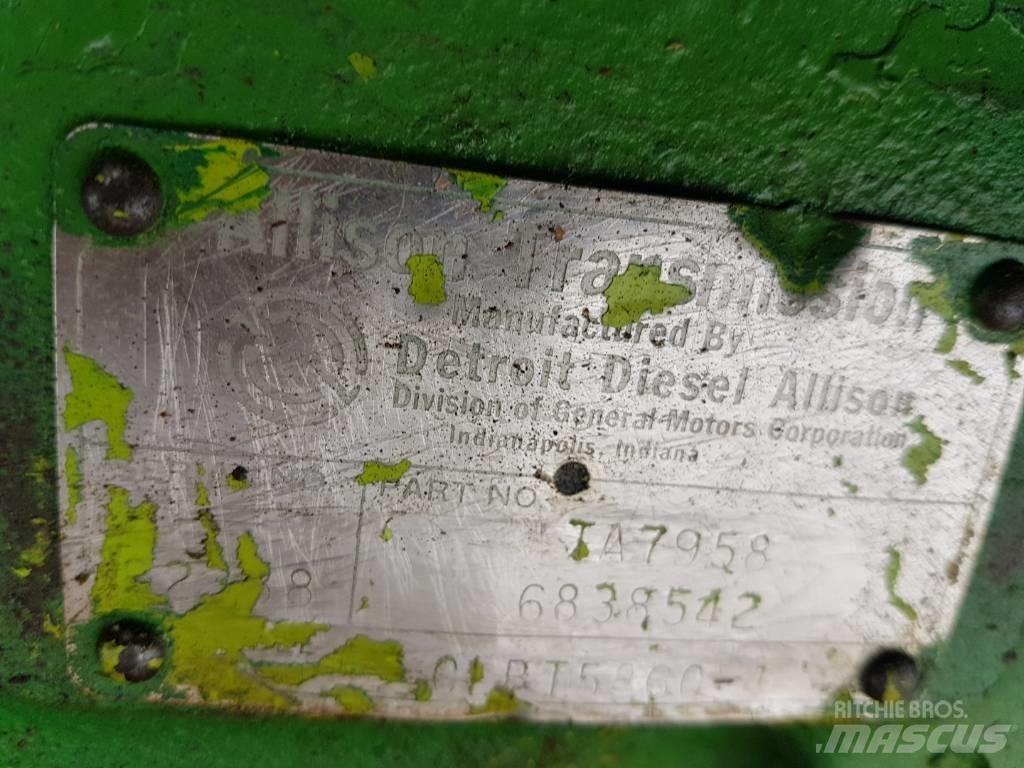 Allison Transmission
Manufactured By
Detroit Diesel Allison
Division of General Motors Corporation
Indianapolis, Indiana
PART NO.
TA7958
6838542
RITCHIE BROS.
MASCUS